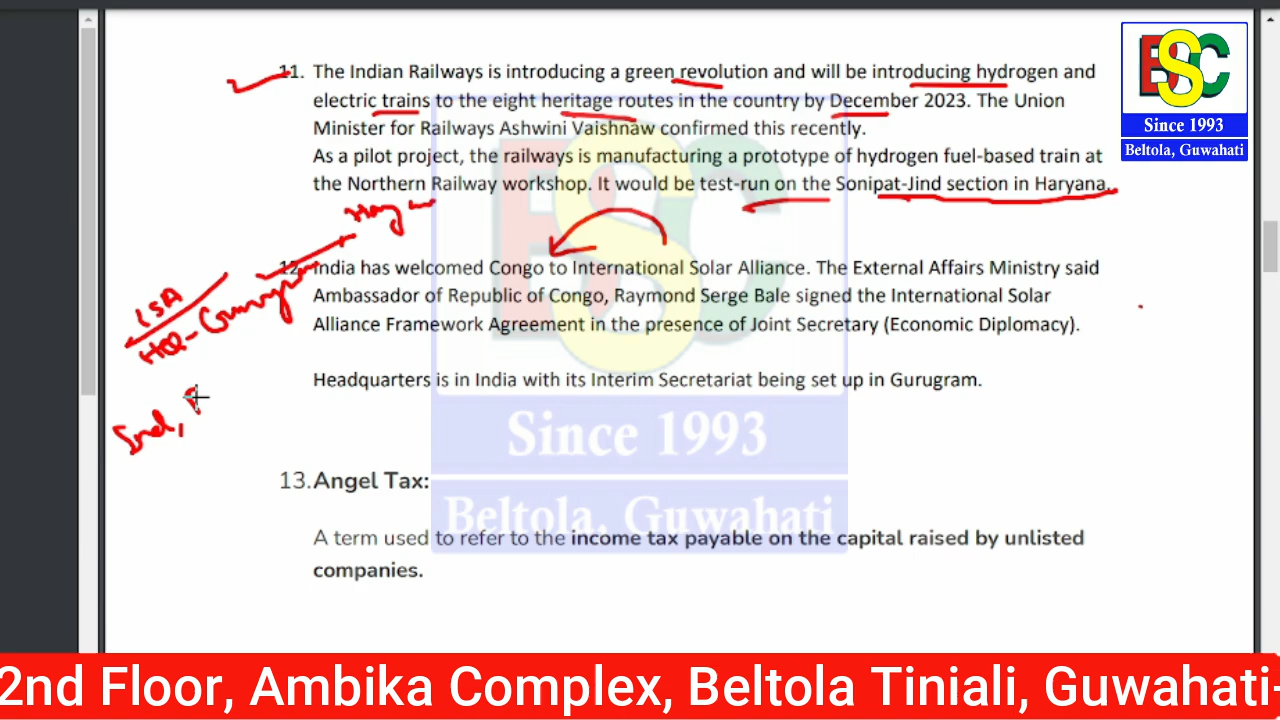 11. The Indian Railways is introducing a green revolution and will be introducing hydrogen and
electric trains to the eight heritage routes in the country by December 2023. The Union
Minister for Railways Ashwini Vaishnaw confirmed this recently.
As a pilot project, the railways is manufacturing a prototype of hydrogen fuel-based train at
the Northern Railway workshop. It would be test-run on the Sonipat-Jind section in Haryana.
12. India has welcomed Congo to International Solar Alliance. The External Affairs Ministry said
Ambassador of Republic of Congo, Raymond Serge Bale signed the International Solar
Alliance Framework Agreement in the presence of Joint Secretary (Economic Diplomacy).
Headquarters is in India with its Interim Secretariat being set up in Gurugram.
13. Angel Tax:
A term used to refer to the income tax payable on the capital raised by unlisted
companies.
ISA
HQ-Gurugram
Ind,
BSC
Since 1993
Beltola, Guwahati
Since 1993
Beltola, Guwahati
2nd Floor, Ambika Complex, Beltola Tiniali, Guwahati-